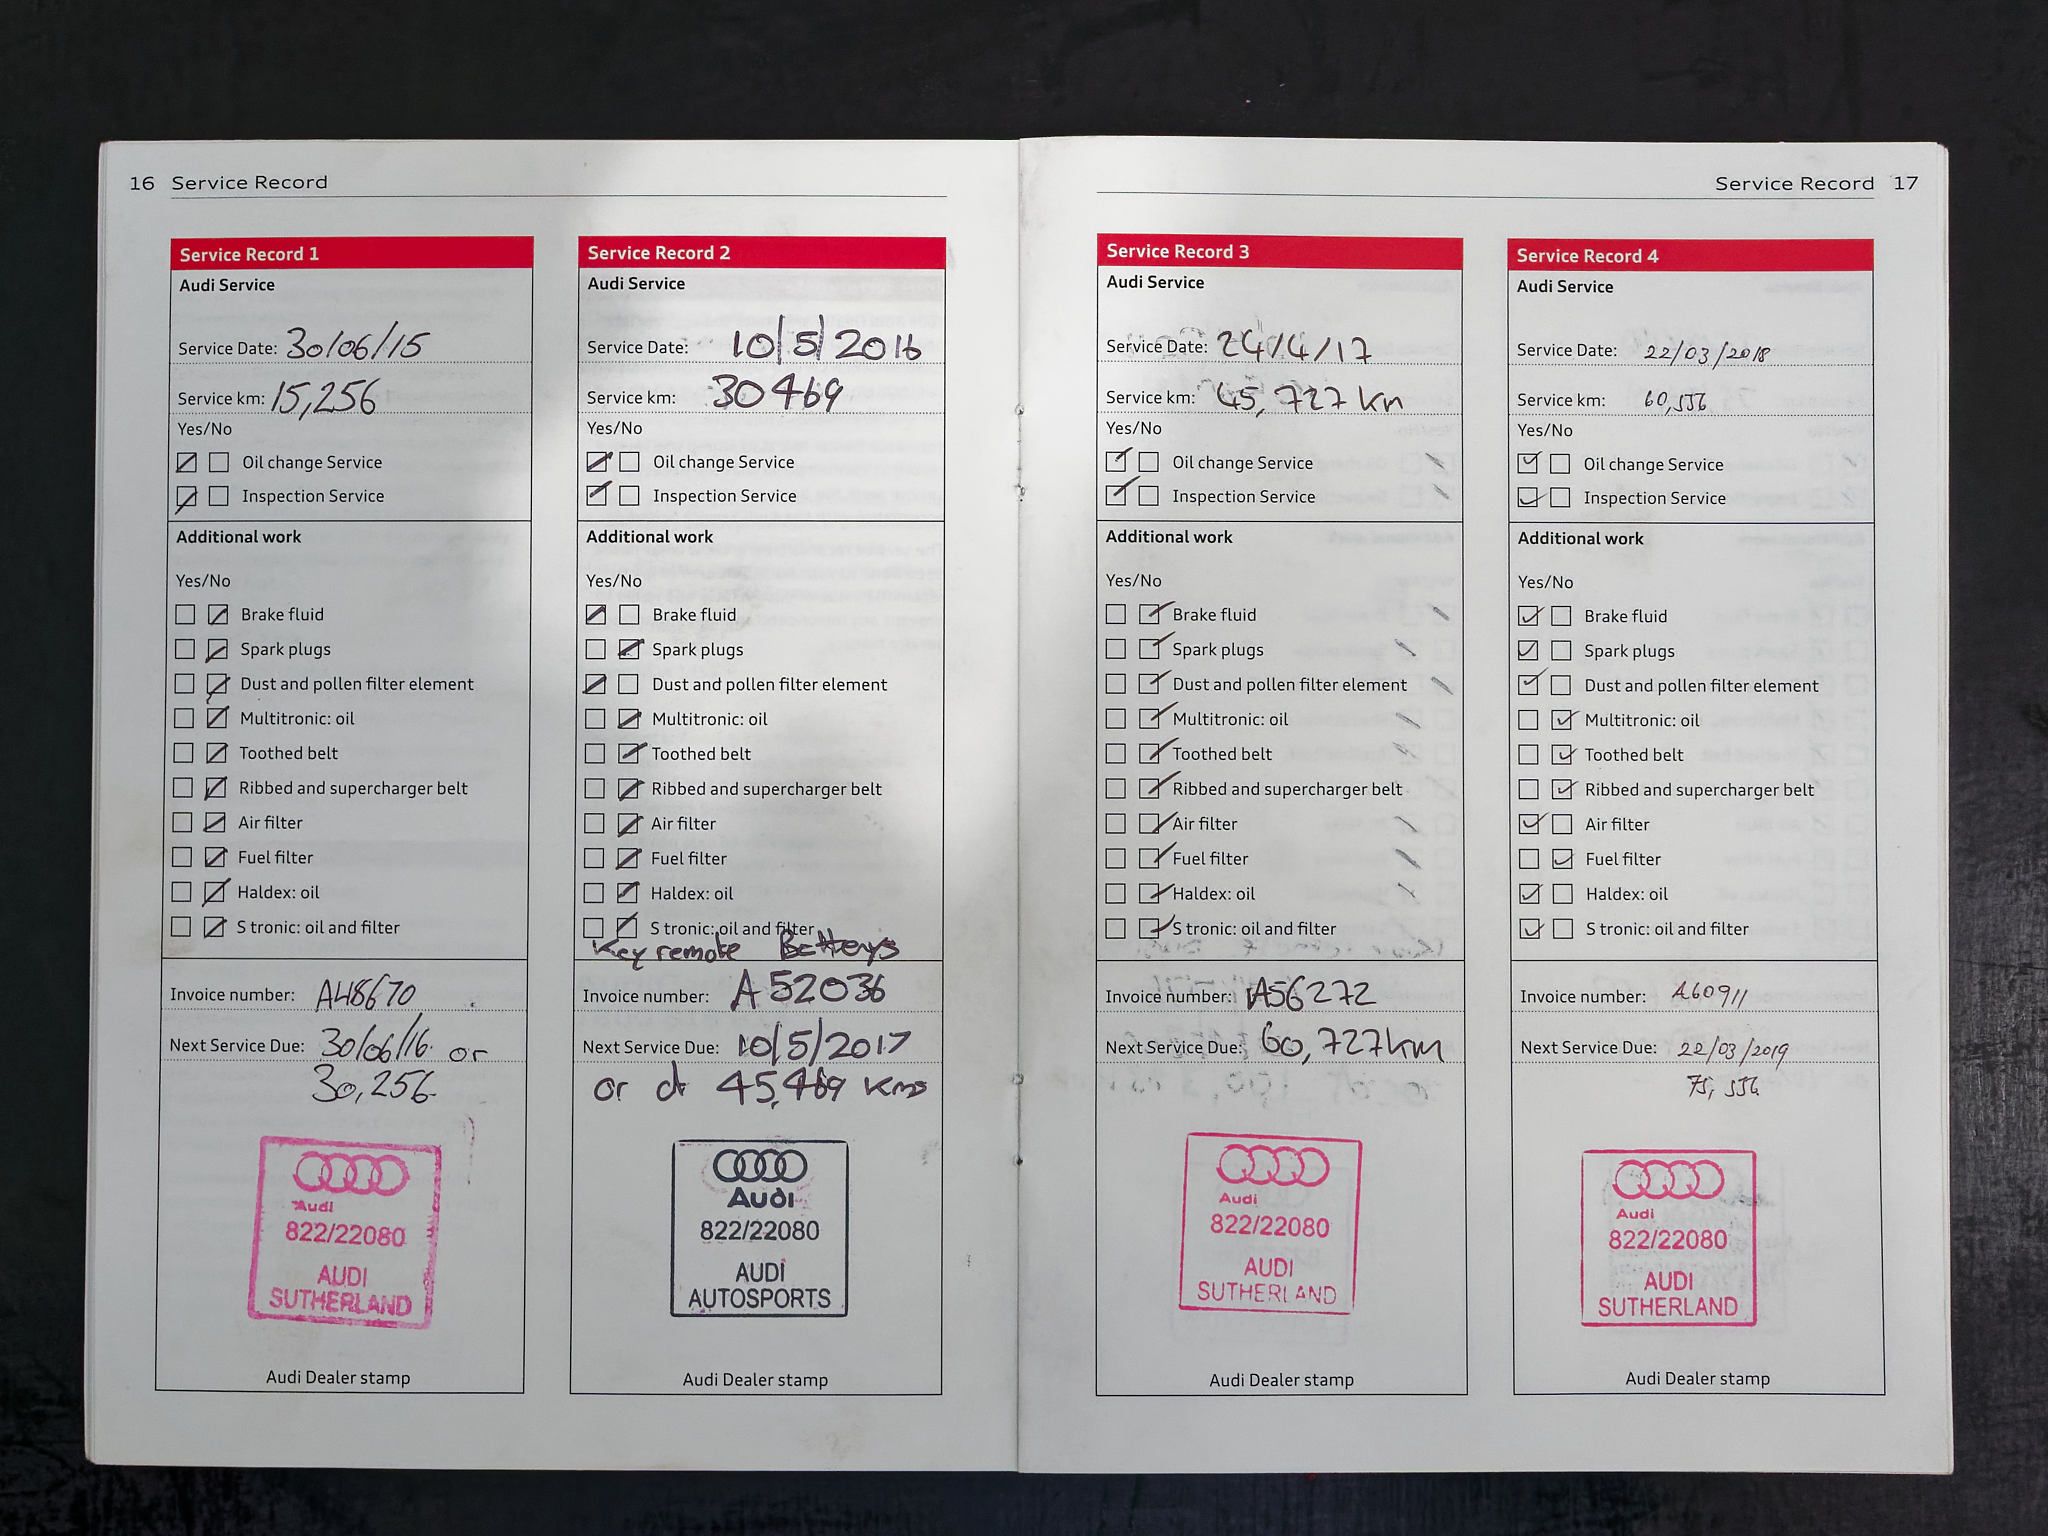 16 Service Record
Service Record 1
Audi Service
Service Date: 30/06/15
Service km: 15,256
Yes/No
Oil change Service
Inspection Service
Additional work
Yes/No
Brake fluid
Spark plugs
Dust and pollen filter element
Multitronic: oil
Toothed belt
Ribbed and supercharger belt
Air filter
Fuel filter
Haldex: oil
S tronic: oil and filter
Invoice number: A48670
Next Service Due: 30/06/16 or
30,256
Audi
822/22080
AUDI
SUTHERLAND
Audi Dealer stamp
Service Record 2
Audi Service
Service Date: 10/5/2016
Service km: 30469
Yes/No
Oil change Service
Inspection Service
Additional work
Yes/No
Brake fluid
Spark plugs
Dust and pollen filter element
Multitronic: oil
Toothed belt
Ribbed and supercharger belt
Air filter
Fuel filter
Haldex: oil
S tronic: oil and filter
Key remote Batterys
Invoice number: A52036
Next Service Due: 10/5/2017
or at 45,469 kms
Audi
822/22080
AUDI
AUTOSPORTS
Audi Dealer stamp
Service Record 17
Service Record 3
Audi Service
Service Date: 24/4/17
Service km: 45,727 km
Yes/No
Oil change Service
Inspection Service
Additional work
Yes/No
Brake fluid
Spark plugs
Dust and pollen filter element
Multitronic: oil
Toothed belt
Ribbed and supercharger belt
Air filter
Fuel filter
Haldex: oil
S tronic: oil and filter
Invoice number: A56272
Next Service Due: 60,727km
Audi
822/22080
AUDI
SUTHERLAND
Audi Dealer stamp
Service Record 4
Audi Service
Service Date: 22/03/2018
Service km: 60,556
Yes/No
Oil change Service
Inspection Service
Additional work
Yes/No
Brake fluid
Spark plugs
Dust and pollen filter element
Multitronic: oil
Toothed belt
Ribbed and supercharger belt
Air filter
Fuel filter
Haldex: oil
S tronic: oil and filter
Invoice number: A60911
Next Service Due: 22/03/2019
75,556
Audi
822/22080
AUDI
SUTHERLAND
Audi Dealer stamp